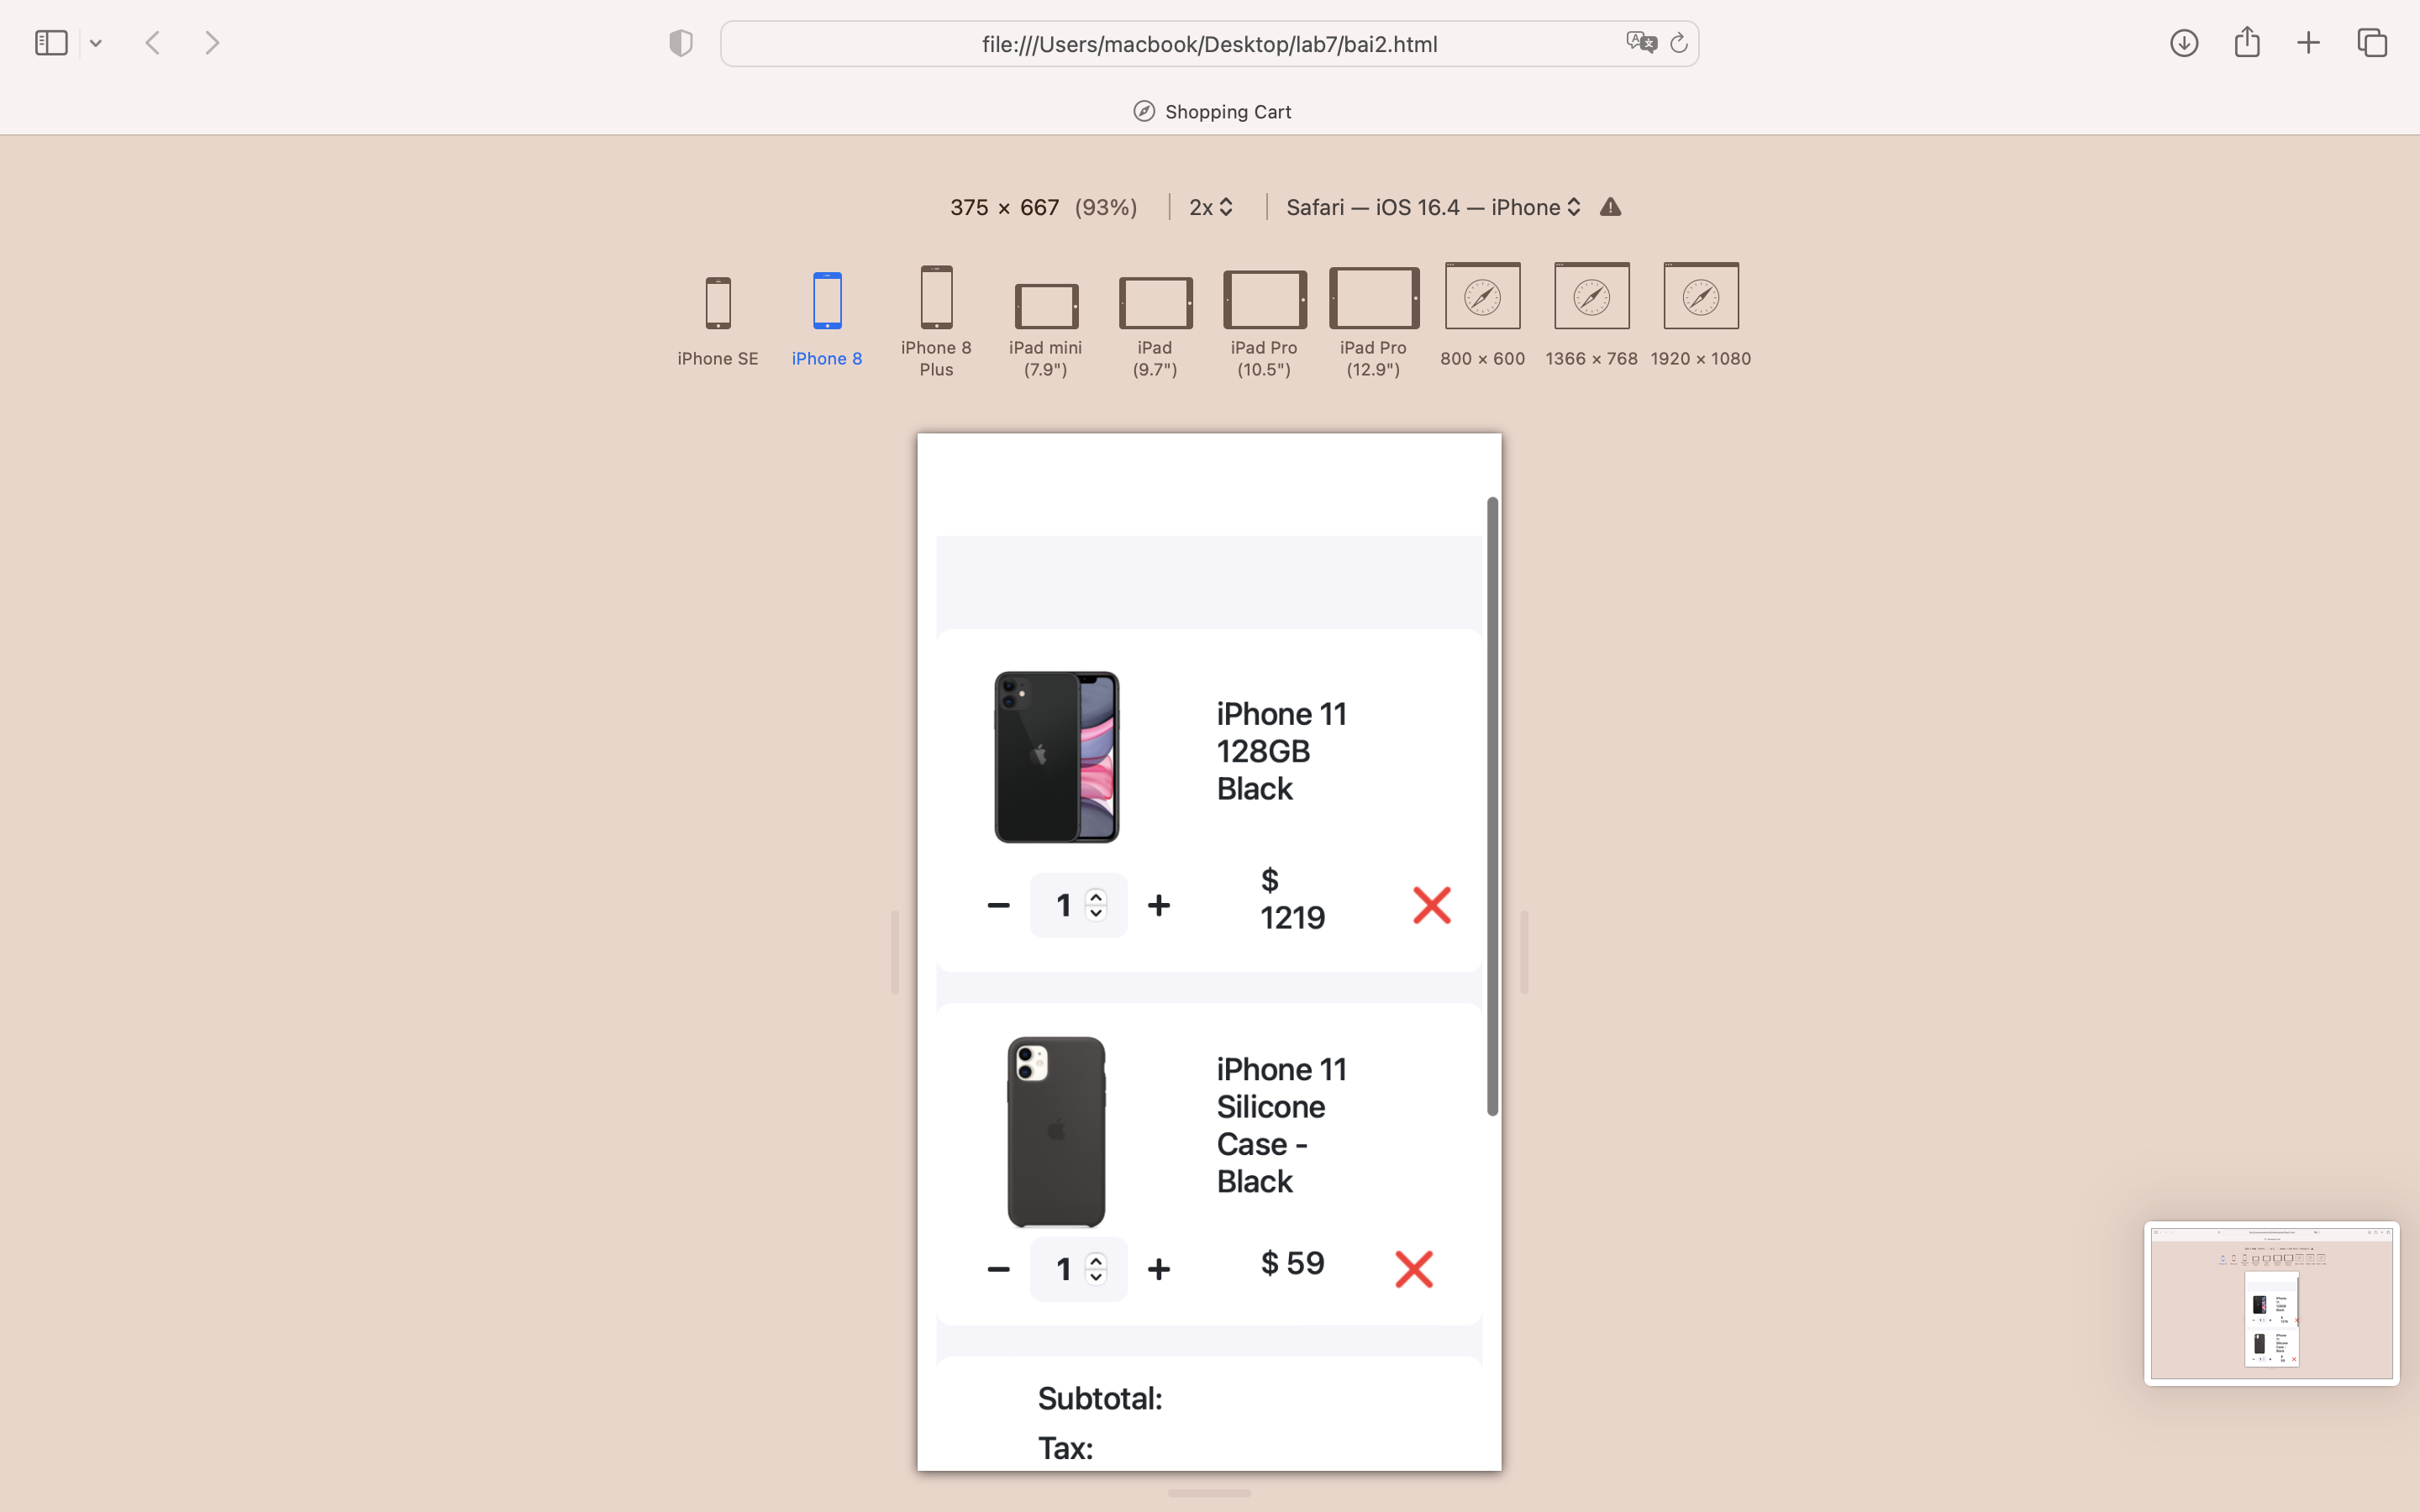 file:///Users/macbook/Desktop/lab7/bai2.html
Shopping Cart
375 × 667 (93%) 2x Safari — iOS 16.4 — iPhone
iPhone SE
iPhone 8
iPhone 8
Plus
iPad mini
(7.9")
iPad
(9.7")
iPad Pro
(10.5")
iPad Pro
(12.9")
800 × 600
1366 × 768
1920 × 1080
iPhone 11
128GB
Black
− 1 +
$
1219
iPhone 11
Silicone
Case -
Black
− 1 + $ 59
Subtotal:
Tax: